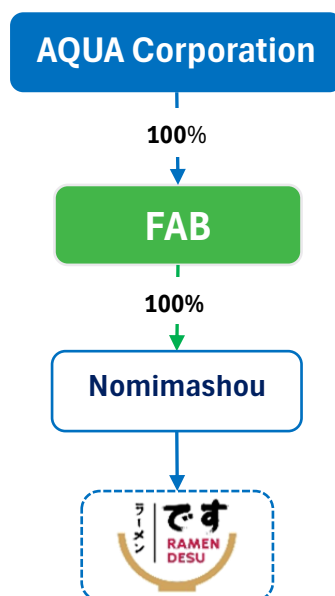 AQUA Corporation
100%
FAB
100%
Nomimashou
ラーメン
です
RAMEN
DESU